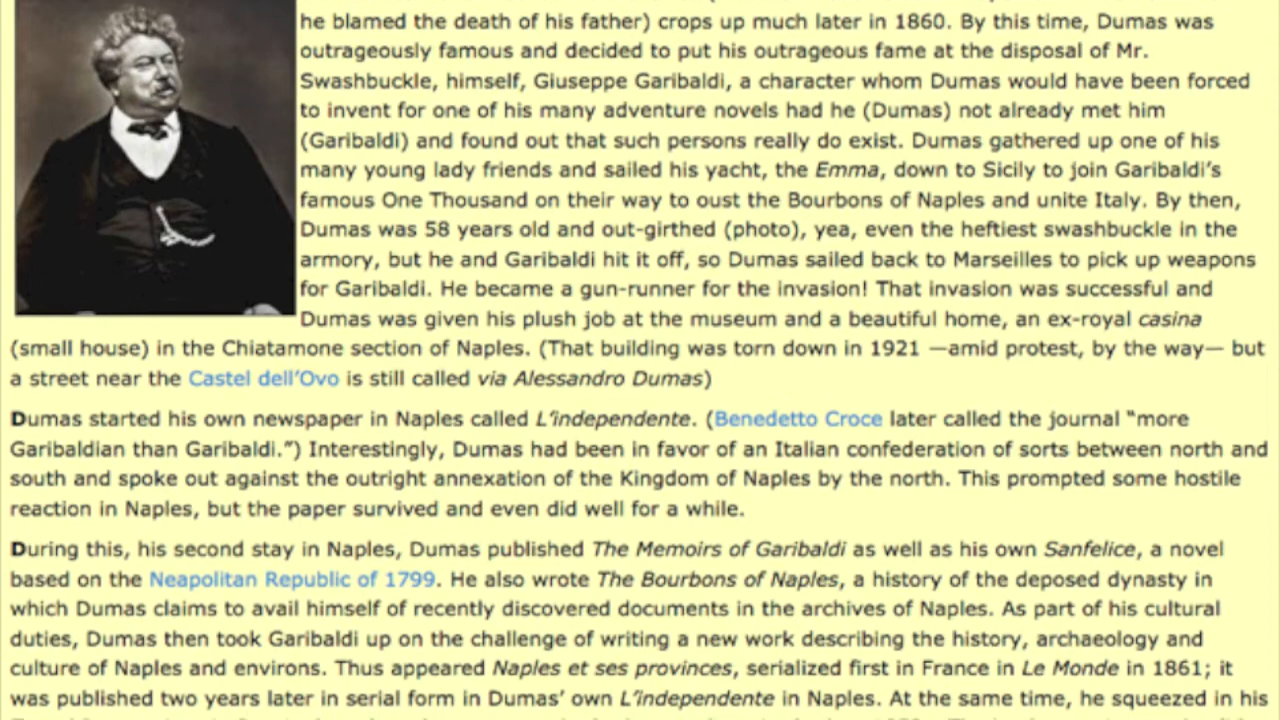 he blamed the death of his father) crops up much later in 1860. By this time, Dumas was
outrageously famous and decided to put his outrageous fame at the disposal of Mr.
Swashbuckle, himself, Giuseppe Garibaldi, a character whom Dumas would have been forced
to invent for one of his many adventure novels had he (Dumas) not already met him
(Garibaldi) and found out that such persons really do exist. Dumas gathered up one of his
many young lady friends and sailed his yacht, the Emma, down to Sicily to join Garibaldi’s
famous One Thousand on their way to oust the Bourbons of Naples and unite Italy. By then,
Dumas was 58 years old and out-girthed (photo), yea, even the heftiest swashbuckle in the
armory, but he and Garibaldi hit it off, so Dumas sailed back to Marseilles to pick up weapons
for Garibaldi. He became a gun-runner for the invasion! That invasion was successful and
Dumas was given his plush job at the museum and a beautiful home, an ex-royal casina
(small house) in the Chiatamone section of Naples. (That building was torn down in 1921 —amid protest, by the way— but
a street near the Castel dell’Ovo is still called via Alessandro Dumas)
Dumas started his own newspaper in Naples called L’independente. (Benedetto Croce later called the journal “more
Garibaldian than Garibaldi.”) Interestingly, Dumas had been in favor of an Italian confederation of sorts between north and
south and spoke out against the outright annexation of the Kingdom of Naples by the north. This prompted some hostile
reaction in Naples, but the paper survived and even did well for a while.
During this, his second stay in Naples, Dumas published The Memoirs of Garibaldi as well as his own Sanfelice, a novel
based on the Neapolitan Republic of 1799. He also wrote The Bourbons of Naples, a history of the deposed dynasty in
which Dumas claims to avail himself of recently discovered documents in the archives of Naples. As part of his cultural
duties, Dumas then took Garibaldi up on the challenge of writing a new work describing the history, archaeology and
culture of Naples and environs. Thus appeared Naples et ses provinces, serialized first in France in Le Monde in 1861; it
was published two years later in serial form in Dumas’ own L’independente in Naples. At the same time, he squeezed in his